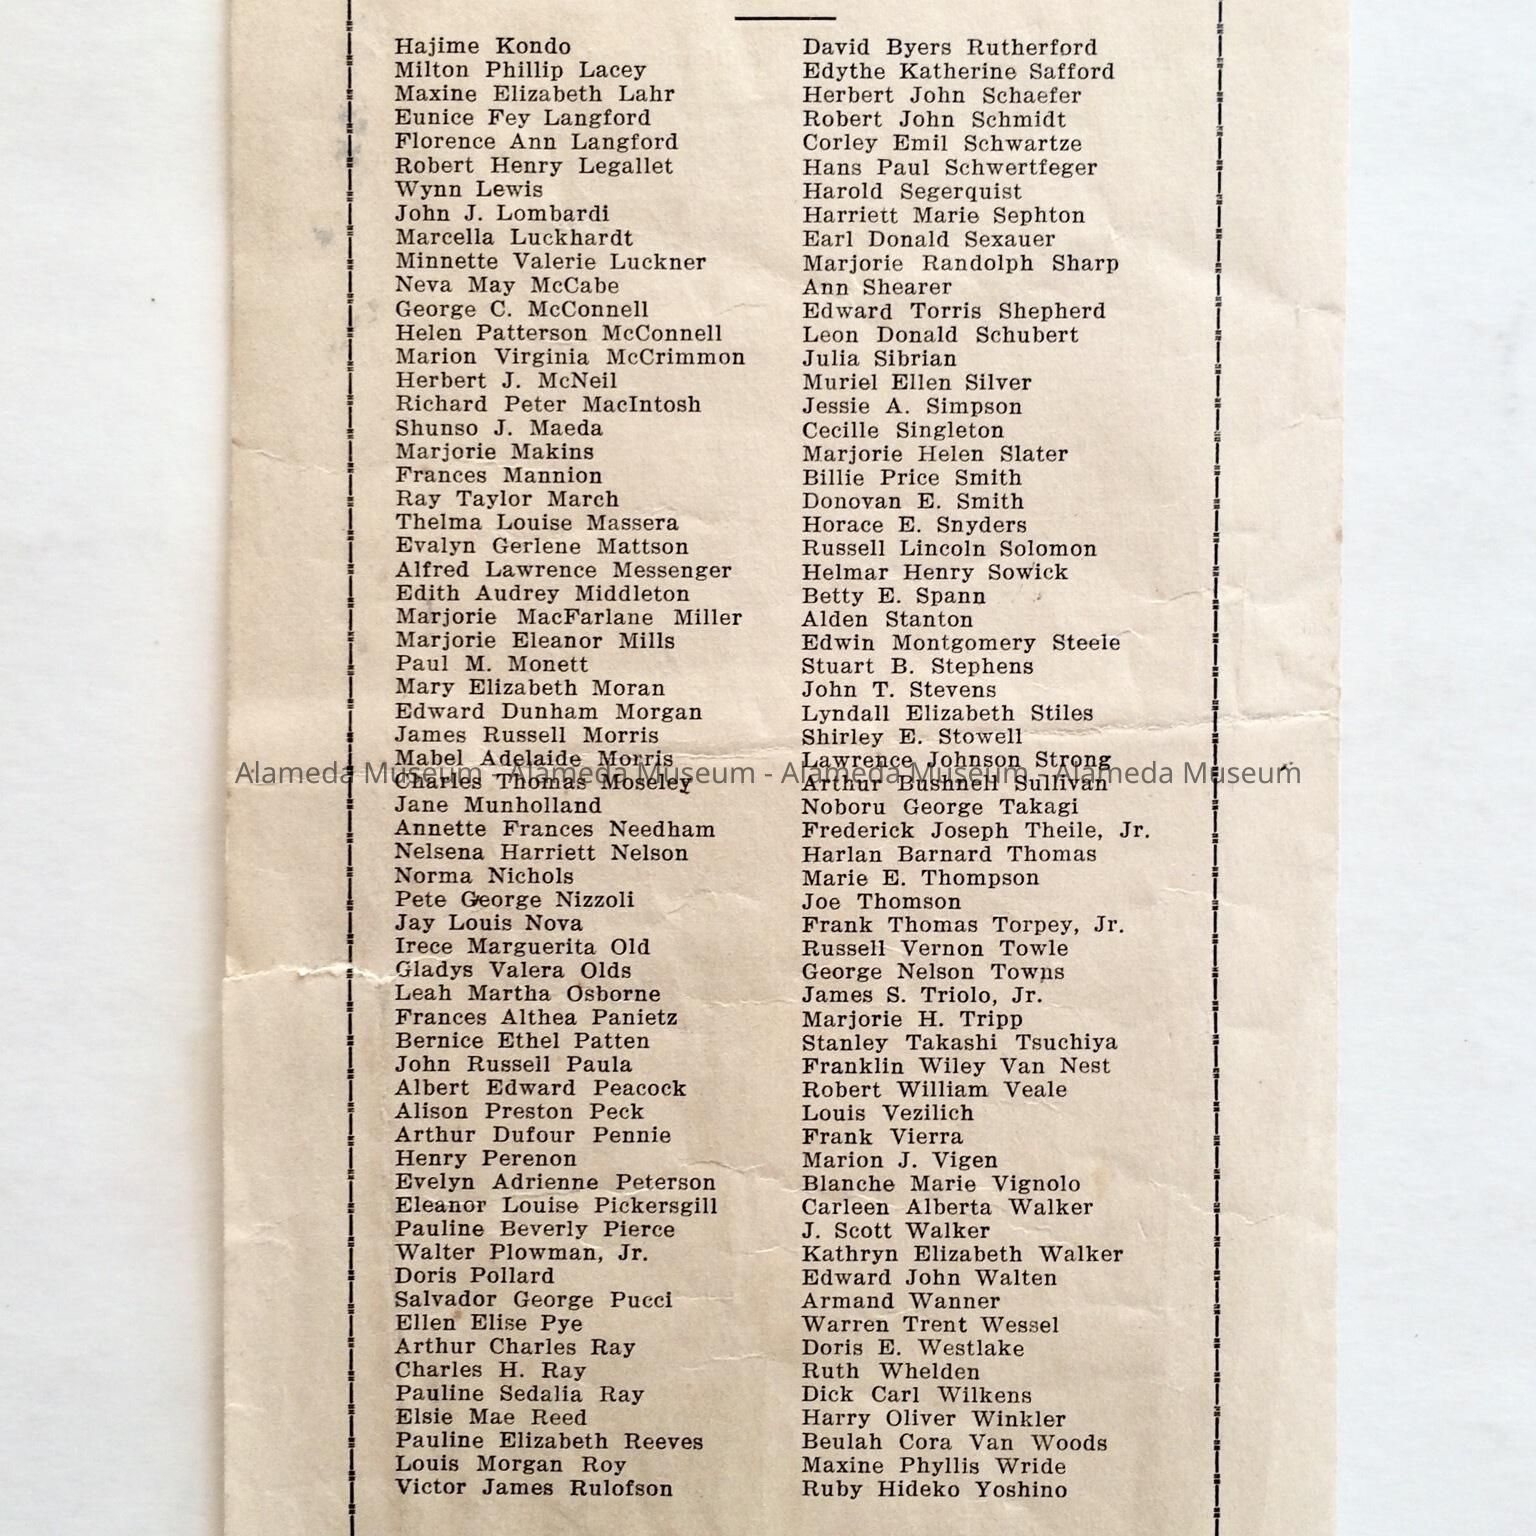 Hajime Kondo
Milton Phillip Lacey
Maxine Elizabeth Lahr
Eunice Fey Langford
Florence Ann Langford
Robert Henry Legallet
Wynn Lewis
John J. Lombardi
Marcella Luckhardt
Minnette Valerie Luckner
Neva May McCabe
George C. McConnell
Helen Patterson McConnell
Marion Virginia McCrimmon
Herbert J. McNeil
Richard Peter MacIntosh
Shunso J. Maeda
Marjorie Makins
Frances Mannion
Ray Taylor March
Thelma Louise Massera
Evalyn Gerlene Mattson
Alfred Lawrence Messenger
Edith Audrey Middleton
Marjorie MacFarlane Miller
Marjorie Eleanor Mills
Paul M. Monett
Mary Elizabeth Moran
Edward Dunham Morgan
James Russell Morris
Mabel Adelaide Morris
Charles Thomas Moseley
Jane Munholland
Annette Frances Needham
Nelsena Harriett Nelson
Norma Nichols
Pete George Nizzoli
Jay Louis Nova
Irece Marguerita Old
Gladys Valera Olds
Leah Martha Osborne
Frances Althea Panietz
Bernice Ethel Patten
John Russell Paula
Albert Edward Peacock
Alison Preston Peck
Arthur Dufour Pennie
Henry Perenon
Evelyn Adrienne Peterson
Eleanor Louise Pickersgill
Pauline Beverly Pierce
Walter Plowman, Jr.
Doris Pollard
Salvador George Pucci
Ellen Elise Pye
Arthur Charles Ray
Charles H. Ray
Pauline Sedalia Ray
Elsie Mae Reed
Pauline Elizabeth Reeves
Louis Morgan Roy
Victor James Rulofson
David Byers Rutherford
Edythe Katherine Safford
Herbert John Schaefer
Robert John Schmidt
Corley Emil Schwartze
Hans Paul Schwertfeger
Harold Segerquist
Harriett Marie Sephton
Earl Donald Sexauer
Marjorie Randolph Sharp
Ann Shearer
Edward Torris Shepherd
Leon Donald Schubert
Julia Sibrian
Muriel Ellen Silver
Jessie A. Simpson
Cecille Singleton
Marjorie Helen Slater
Billie Price Smith
Donovan E. Smith
Horace E. Snyders
Russell Lincoln Solomon
Helmar Henry Sowick
Betty E. Spann
Alden Stanton
Edwin Montgomery Steele
Stuart B. Stephens
John T. Stevens
Lyndall Elizabeth Stiles
Shirley E. Stowell
Lawrence Johnson Strong
Arthur Bushnell Sullivan
Noboru George Takagi
Frederick Joseph Theile, Jr.
Harlan Barnard Thomas
Marie E. Thompson
Joe Thomson
Frank Thomas Torpey, Jr.
Russell Vernon Towle
George Nelson Towns
James S. Triolo, Jr.
Marjorie H. Tripp
Stanley Takashi Tsuchiya
Franklin Wiley Van Nest
Robert William Veale
Louis Vezilich
Frank Vierra
Marion J. Vigen
Blanche Marie Vignolo
Carleen Alberta Walker
J. Scott Walker
Kathryn Elizabeth Walker
Edward John Walten
Armand Wanner
Warren Trent Wessel
Doris E. Westlake
Ruth Whelden
Dick Carl Wilkens
Harry Oliver Winkler
Beulah Cora Van Woods
Maxine Phyllis Wride
Ruby Hideko Yoshino
Alameda Museum - Alameda Museum - Alameda Museum - Alameda Museum